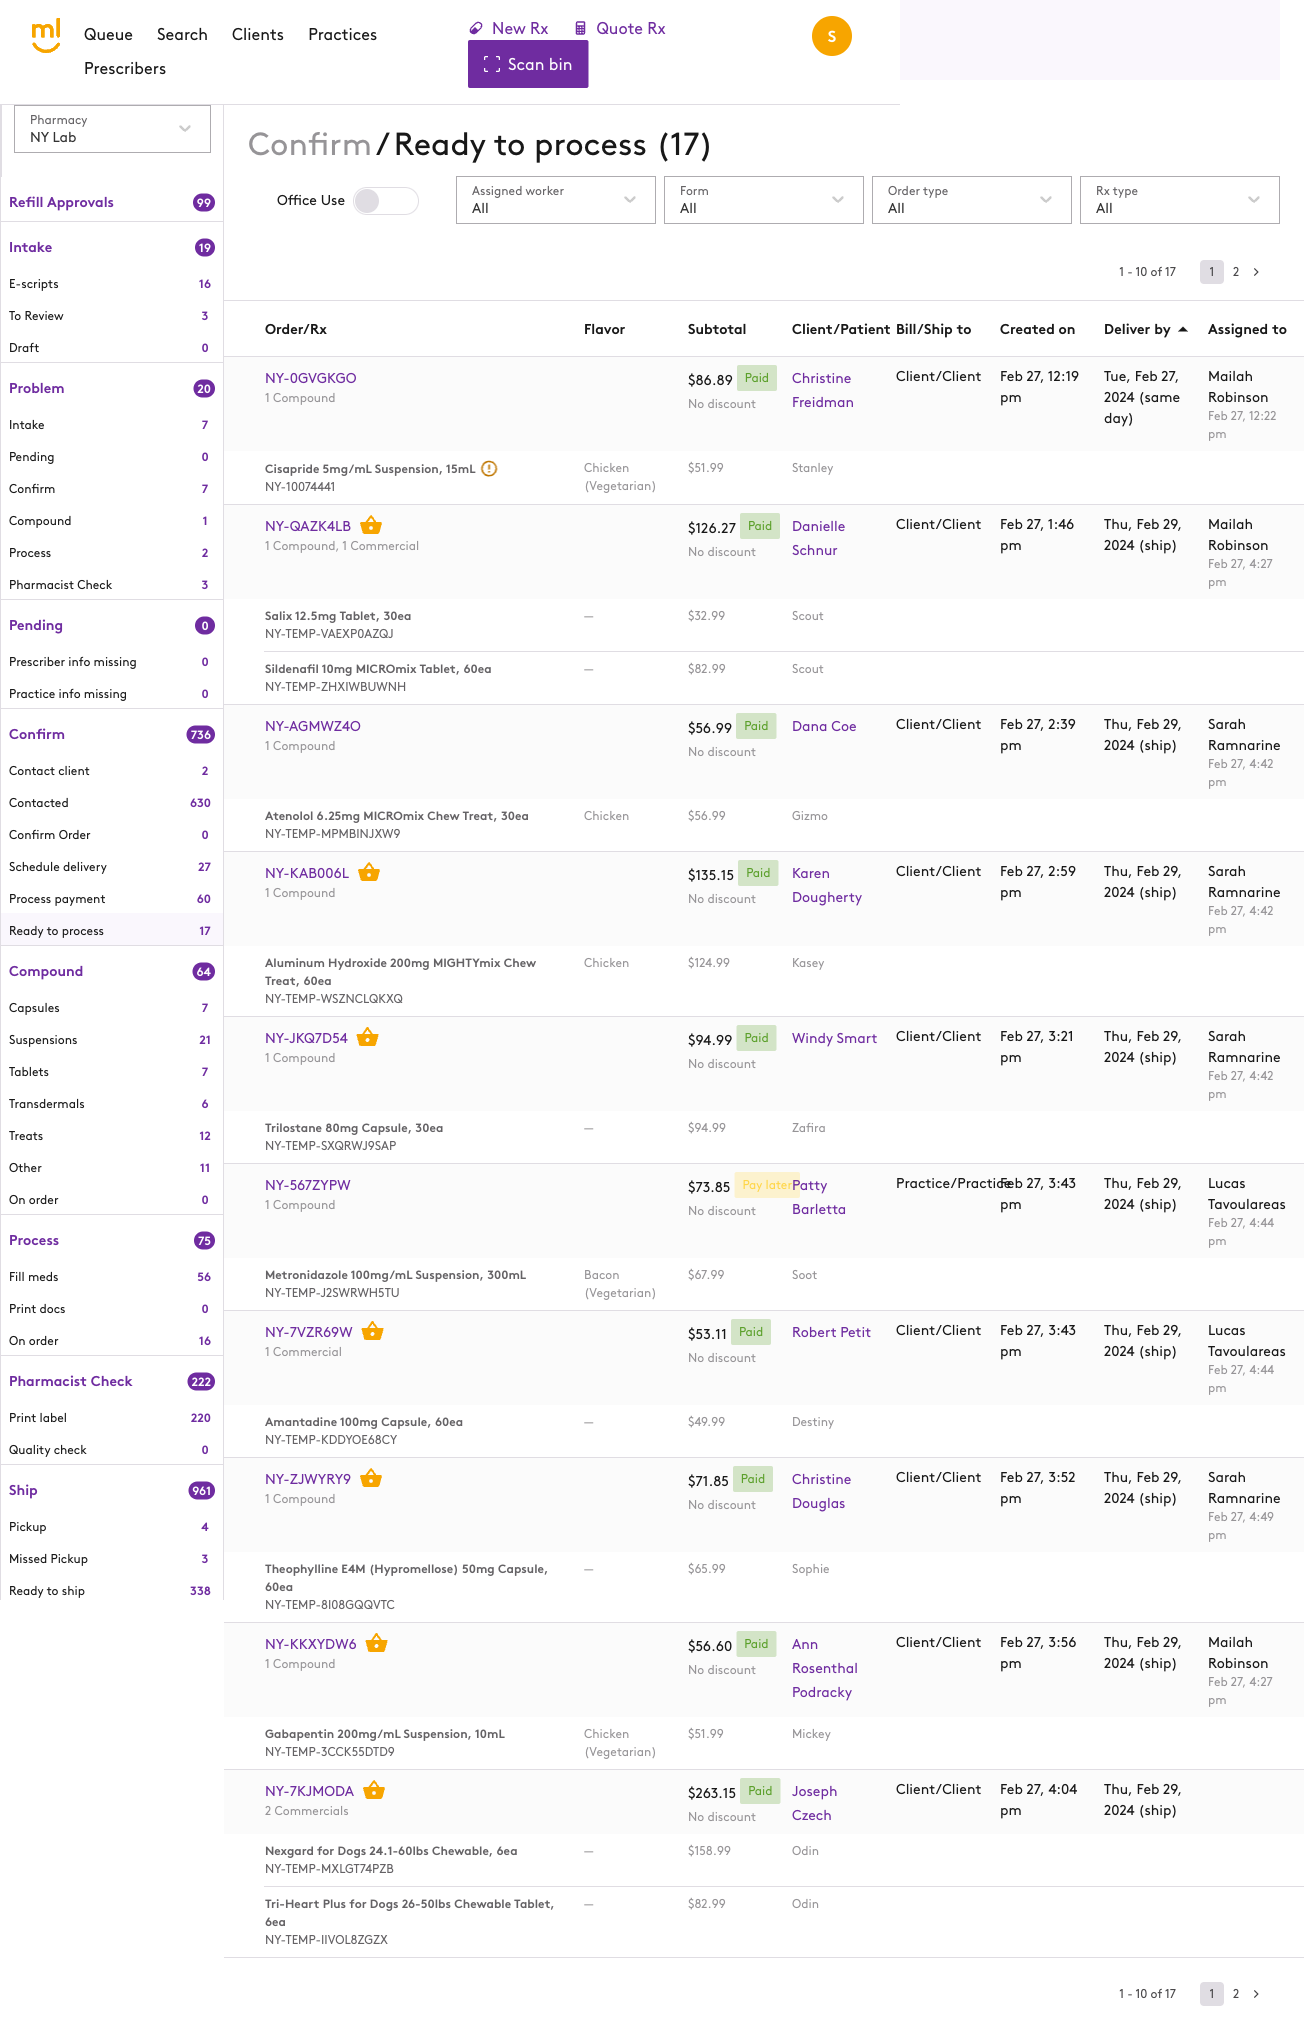 ml
Queue Search Clients Practices
Prescribers
New Rx Quote Rx
Scan bin
S
Pharmacy
NY Lab
Refill Approvals 99
Intake 19
E-scripts 16
To Review 3
Draft 0
Problem 20
Intake 7
Pending 0
Confirm 7
Compound 1
Process 2
Pharmacist Check 3
Pending 0
Prescriber info missing 0
Practice info missing 0
Confirm 736
Contact client 2
Contacted 630
Confirm Order 0
Schedule delivery 27
Process payment 60
Ready to process 17
Compound 64
Capsules 7
Suspensions 21
Tablets 7
Transdermals 6
Treats 12
Other 11
On order 0
Process 75
Fill meds 56
Print docs 0
On order 16
Pharmacist Check 222
Print label 220
Quality check 0
Ship 961
Pickup 4
Missed Pickup 3
Ready to ship 338
Confirm / Ready to process (17)
Office Use
Assigned worker
All
Form
All
Order type
All
Rx type
All
1 - 10 of 17 1 2 >
Order/Rx Flavor Subtotal Client/Patient Bill/Ship to Created on Deliver by Assigned to
NY-0GVGKGO $86.89 Paid Christine Client/Client Feb 27, 12:19 Tue, Feb 27, Mailah
1 Compound No discount Freidman pm 2024 (same Robinson
day) Feb 27, 12:22
pm
Cisapride 5mg/mL Suspension, 15mL Chicken $51.99 Stanley
NY-10074441 (Vegetarian)
NY-QAZK4LB $126.27 Paid Danielle Client/Client Feb 27, 1:46 Thu, Feb 29, Mailah
1 Compound, 1 Commercial No discount Schnur pm 2024 (ship) Robinson
Feb 27, 4:27
pm
Salix 12.5mg Tablet, 30ea — $32.99 Scout
NY-TEMP-VAEXP0AZQJ
Sildenafil 10mg MICROmix Tablet, 60ea — $82.99 Scout
NY-TEMP-ZHXIWBUWNH
NY-AGMWZ4O $56.99 Paid Dana Coe Client/Client Feb 27, 2:39 Thu, Feb 29, Sarah
1 Compound No discount pm 2024 (ship) Ramnarine
Feb 27, 4:42
pm
Atenolol 6.25mg MICROmix Chew Treat, 30ea Chicken $56.99 Gizmo
NY-TEMP-MPMBINJXW9
NY-KAB006L $135.15 Paid Karen Client/Client Feb 27, 2:59 Thu, Feb 29, Sarah
1 Compound No discount Dougherty pm 2024 (ship) Ramnarine
Feb 27, 4:42
pm
Aluminum Hydroxide 200mg MIGHTYmix Chew Chicken $124.99 Kasey
Treat, 60ea
NY-TEMP-WSZNCLQKXQ
NY-JKQ7D54 $94.99 Paid Windy Smart Client/Client Feb 27, 3:21 Thu, Feb 29, Sarah
1 Compound No discount pm 2024 (ship) Ramnarine
Feb 27, 4:42
pm
Trilostane 80mg Capsule, 30ea — $94.99 Zafira
NY-TEMP-SXQRWJ9SAP
NY-567ZYPW $73.85 Pay later Patty Practice/Practice Feb 27, 3:43 Thu, Feb 29, Lucas
1 Compound No discount Barletta pm 2024 (ship) Tavoulareas
Feb 27, 4:44
pm
Metronidazole 100mg/mL Suspension, 300mL Bacon $67.99 Soot
NY-TEMP-J2SWRWH5TU (Vegetarian)
NY-7VZR69W $53.11 Paid Robert Petit Client/Client Feb 27, 3:43 Thu, Feb 29, Lucas
1 Commercial No discount pm 2024 (ship) Tavoulareas
Feb 27, 4:44
pm
Amantadine 100mg Capsule, 60ea — $49.99 Destiny
NY-TEMP-KDDYOE68CY
NY-ZJWYRY9 $71.85 Paid Christine Client/Client Feb 27, 3:52 Thu, Feb 29, Sarah
1 Compound No discount Douglas pm 2024 (ship) Ramnarine
Feb 27, 4:49
pm
Theophylline E4M (Hypromellose) 50mg Capsule, — $65.99 Sophie
60ea
NY-TEMP-8I08GQQVTC
NY-KKXYDW6 $56.60 Paid Ann Client/Client Feb 27, 3:56 Thu, Feb 29, Mailah
1 Compound No discount Rosenthal pm 2024 (ship) Robinson
Podracky Feb 27, 4:27
pm
Gabapentin 200mg/mL Suspension, 10mL Chicken $51.99 Mickey
NY-TEMP-3CCK55DTD9 (Vegetarian)
NY-7KJMODA $263.15 Paid Joseph Client/Client Feb 27, 4:04 Thu, Feb 29,
2 Commercials No discount Czech pm 2024 (ship)
Nexgard for Dogs 24.1-60lbs Chewable, 6ea — $158.99 Odin
NY-TEMP-MXLGT74PZB
Tri-Heart Plus for Dogs 26-50lbs Chewable Tablet, — $82.99 Odin
6ea
NY-TEMP-IIVOL8ZGZX
1 - 10 of 17 1 2 >